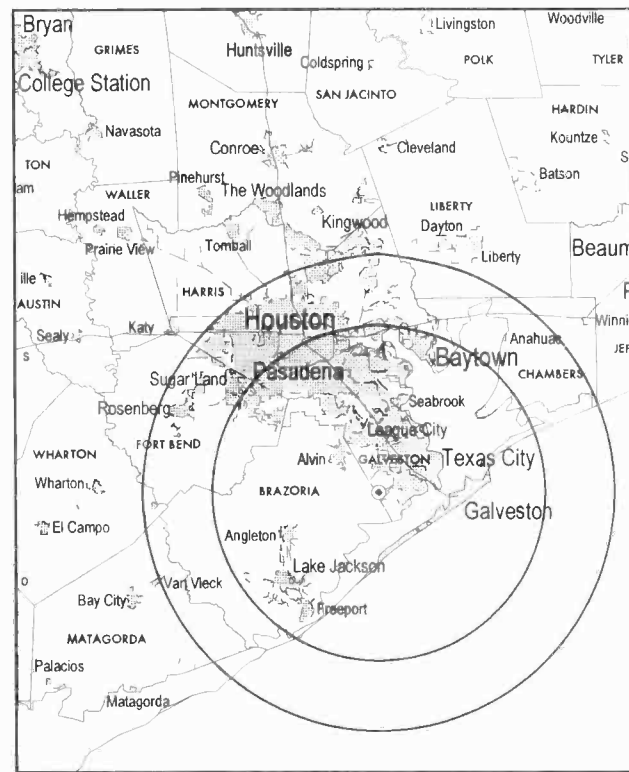 Bryan
Livingston
Woodville
GRIMES
Huntsville
Coldspring
POLK
TYLER
College Station
SAN JACINTO
MONTGOMERY
HARDIN
Navasota
Conroe
Cleveland
Kountze
TON
Batson
Pinehurst
The Woodlands
WALLER
LIBERTY
Hempstead
Kingwood
Dayton
Prairie View
Tomball
Liberty
Beaum
ille
HARRIS
AUSTIN
Houston
Winni
Sealy
Katy
Anahuac
JEF
S
Baytown
Pasadena
CHAMBERS
Sugar Land
Rosenberg
Seabrook
League City
FORT BEND
WHARTON
Alvin
GALVESTON
Texas City
Wharton
BRAZORIA
Galveston
El Campo
Angleton
Lake Jackson
Van Vleck
Bay City
Freeport
MATAGORDA
Palacios
Matagorda